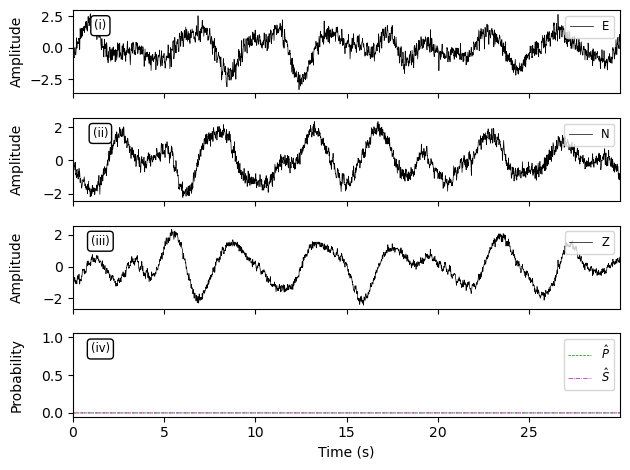 Amplitude
2.5
0.0
−2.5
(i)
E
Amplitude
2
0
−2
(ii)
N
Amplitude
2
0
−2
(iii)
Z
Probability
1.0
0.5
0.0
(iv)
P̂
Ŝ
0 5 10 15 20 25
Time (s)